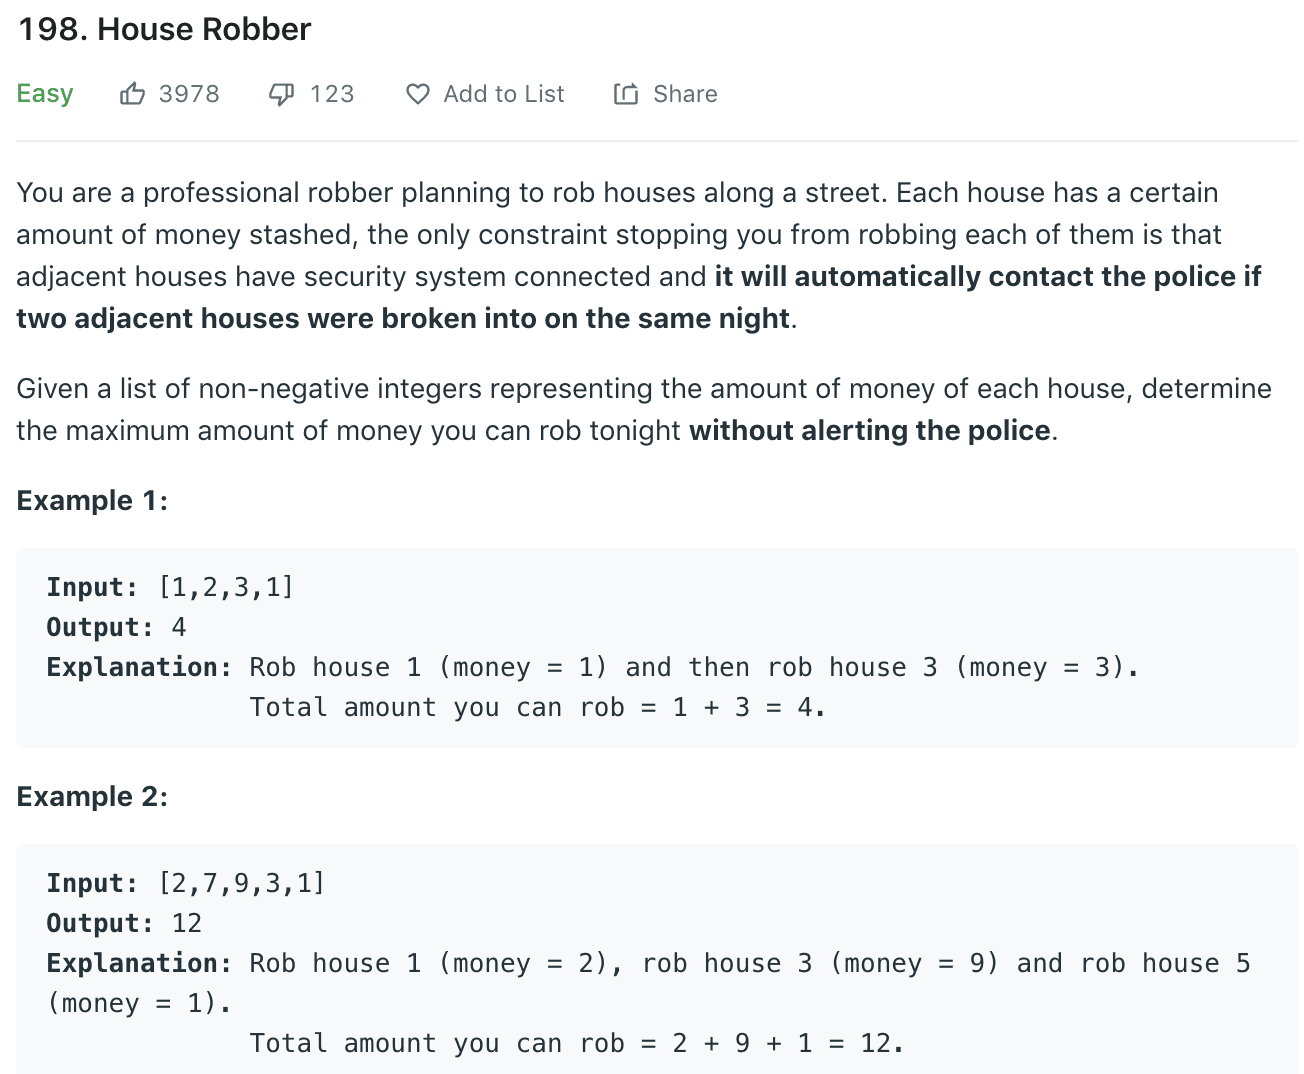 198. House Robber
Easy 3978 123 Add to List Share
You are a professional robber planning to rob houses along a street. Each house has a certain
amount of money stashed, the only constraint stopping you from robbing each of them is that
adjacent houses have security system connected and it will automatically contact the police if
two adjacent houses were broken into on the same night.
Given a list of non-negative integers representing the amount of money of each house, determine
the maximum amount of money you can rob tonight without alerting the police.
Example 1:
Input: [1,2,3,1]
Output: 4
Explanation: Rob house 1 (money = 1) and then rob house 3 (money = 3).
Total amount you can rob = 1 + 3 = 4.
Example 2:
Input: [2,7,9,3,1]
Output: 12
Explanation: Rob house 1 (money = 2), rob house 3 (money = 9) and rob house 5
(money = 1).
Total amount you can rob = 2 + 9 + 1 = 12.